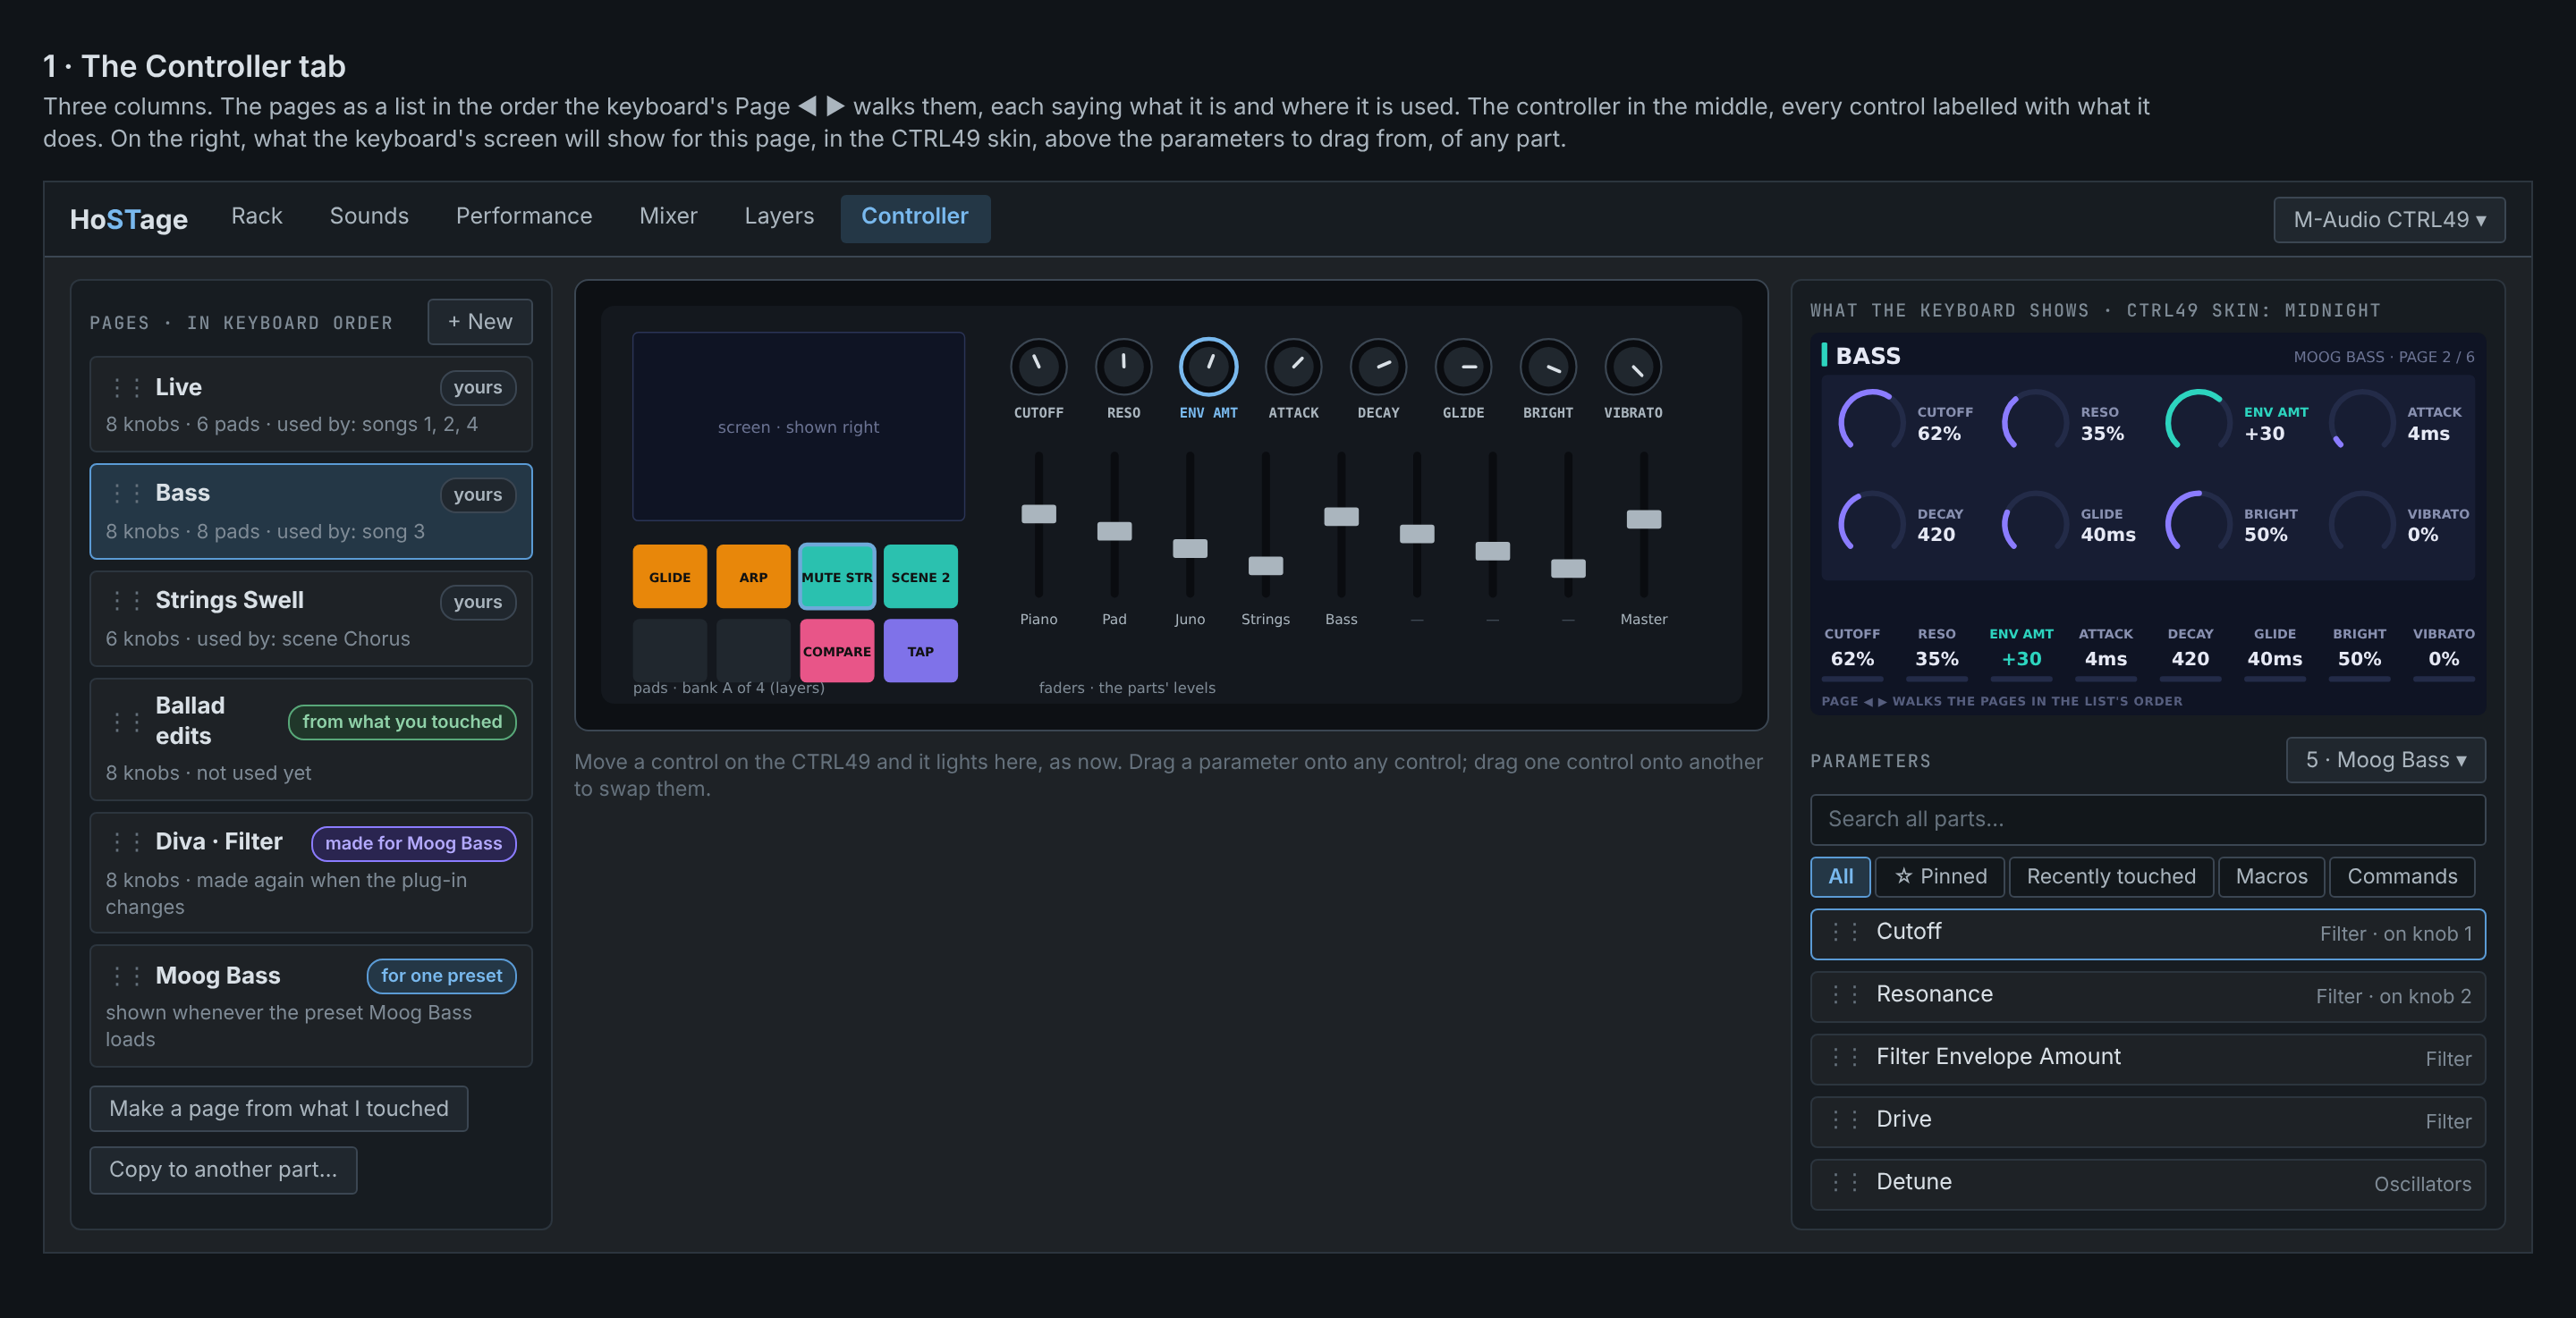 1 · The Controller tab
Three columns. The pages as a list in the order the keyboard's Page ◀ ▶ walks them, each saying what it is and where it is used. The controller in the middle, every control labelled with what it
does. On the right, what the keyboard's screen will show for this page, in the CTRL49 skin, above the parameters to drag from, of any part.
HoSTage Rack Sounds Performance Mixer Layers Controller M-Audio CTRL49 ▾
PAGES · IN KEYBOARD ORDER + New
Live yours
8 knobs · 6 pads · used by: songs 1, 2, 4
Bass yours
8 knobs · 8 pads · used by: song 3
Strings Swell yours
6 knobs · used by: scene Chorus
Ballad
edits
from what you touched
8 knobs · not used yet
Diva · Filter made for Moog Bass
8 knobs · made again when the plug-in
changes
Moog Bass for one preset
shown whenever the preset Moog Bass
loads
Make a page from what I touched
Copy to another part...
screen · shown right
CUTOFF RESO ENV AMT ATTACK DECAY GLIDE BRIGHT VIBRATO
GLIDE ARP MUTE STR SCENE 2
COMPARE TAP
pads · bank A of 4 (layers)
Piano Pad Juno Strings Bass — — — Master
faders · the parts' levels
Move a control on the CTRL49 and it lights here, as now. Drag a parameter onto any control; drag one control onto another
to swap them.
WHAT THE KEYBOARD SHOWS · CTRL49 SKIN: MIDNIGHT
BASS MOOG BASS · PAGE 2 / 6
CUTOFF RESO ENV AMT ATTACK
62% 35% +30 4ms
DECAY GLIDE BRIGHT VIBRATO
420 40ms 50% 0%
CUTOFF RESO ENV AMT ATTACK DECAY GLIDE BRIGHT VIBRATO
62% 35% +30 4ms 420 40ms 50% 0%
PAGE ◀ ▶ WALKS THE PAGES IN THE LIST'S ORDER
PARAMETERS 5 · Moog Bass ▾
Search all parts...
All ☆ Pinned Recently touched Macros Commands
Cutoff Filter · on knob 1
Resonance Filter · on knob 2
Filter Envelope Amount Filter
Drive Filter
Detune Oscillators